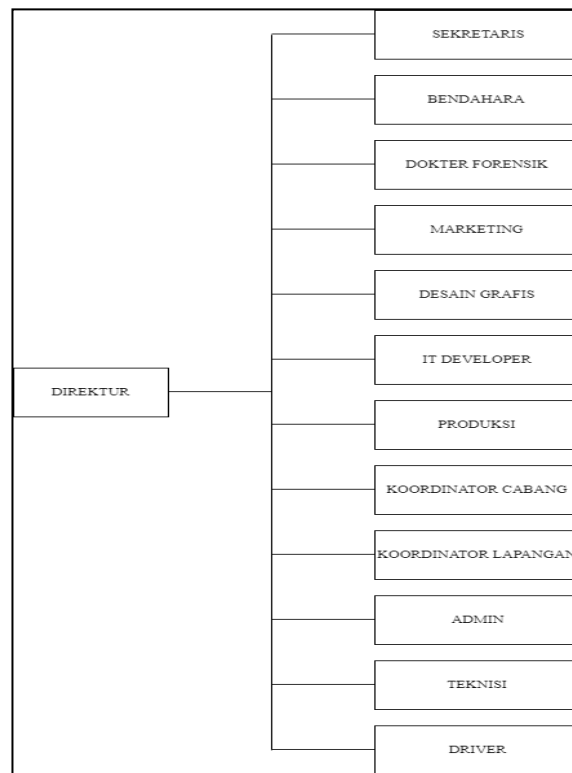 SEKRETARIS
BENDAHARA
DOKTER FORENSIK
MARKETING
DESAIN GRAFIS
IT DEVELOPER
DIREKTUR
PRODUKSI
KOORDINATOR CABANG
KOORDINATOR LAPANGAN
ADMIN
TEKNISI
DRIVER